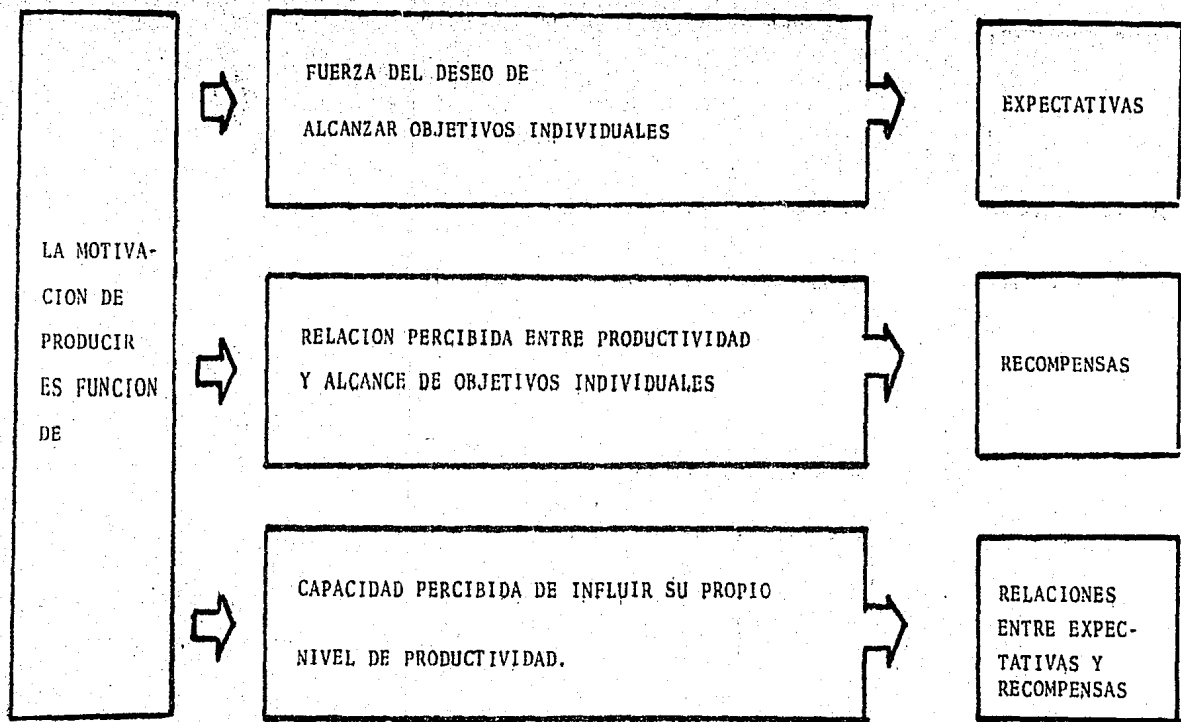 LA MOTIVA-
CION DE
PRODUCIR
ES FUNCION
DE
FUERZA DEL DESEO DE
ALCANZAR OBJETIVOS INDIVIDUALES
EXPECTATIVAS
RELACION PERCIBIDA ENTRE PRODUCTIVIDAD
Y ALCANCE DE OBJETIVOS INDIVIDUALES
RECOMPENSAS
CAPACIDAD PERCIBIDA DE INFLUIR SU PROPIO
NIVEL DE PRODUCTIVIDAD.
RELACIONES
ENTRE EXPEC-
TATIVAS Y
RECOMPENSAS